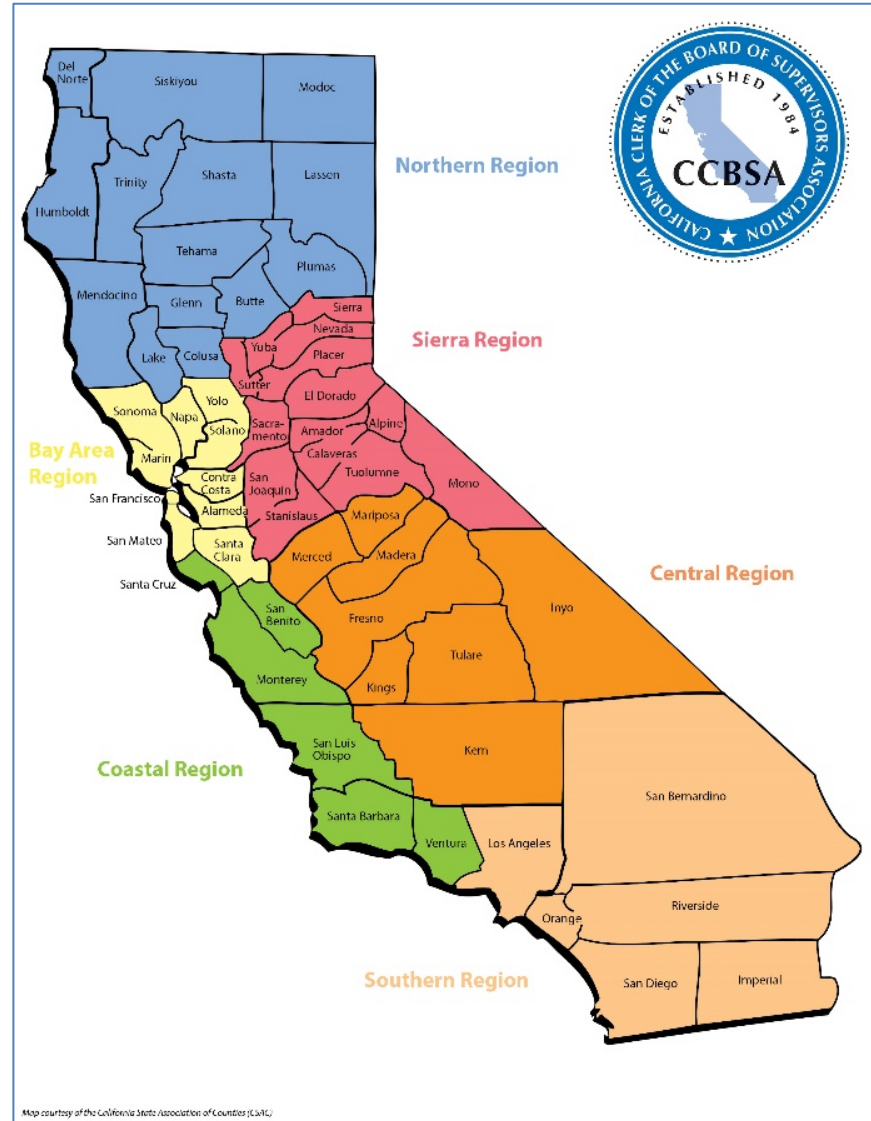 CALIFORNIA CLERK OF THE BOARD OF SUPERVISORS ASSOCIATION
ESTABLISHED 1984
CCBSA
Del
Norte
Siskiyou
Modoc
Northern Region
Trinity
Shasta
Lassen
Humboldt
Tehama
Plumas
Mendocino
Glenn
Butte
Lake
Colusa
Sierra
Nevada
Yuba
Placer
Sutter
Sierra Region
El Dorado
Sonoma
Napa
Yolo
Solano
Sacra-
mento
Amador
Alpine
Calaveras
Bay Area
Region
Marin
Contra
Costa
San
Joaquin
Tuolumne
Mono
San Francisco
Alameda
Stanislaus
Mariposa
San Mateo
Santa
Clara
Merced
Madera
Central Region
Santa Cruz
San
Benito
Fresno
Inyo
Monterey
Kings
Tulare
San Luis
Obispo
Kern
Coastal Region
Santa Barbara
Ventura
Los Angeles
San Bernardino
Orange
Riverside
Southern Region
San Diego
Imperial
Map courtesy of the California State Association of Counties (CSAC)